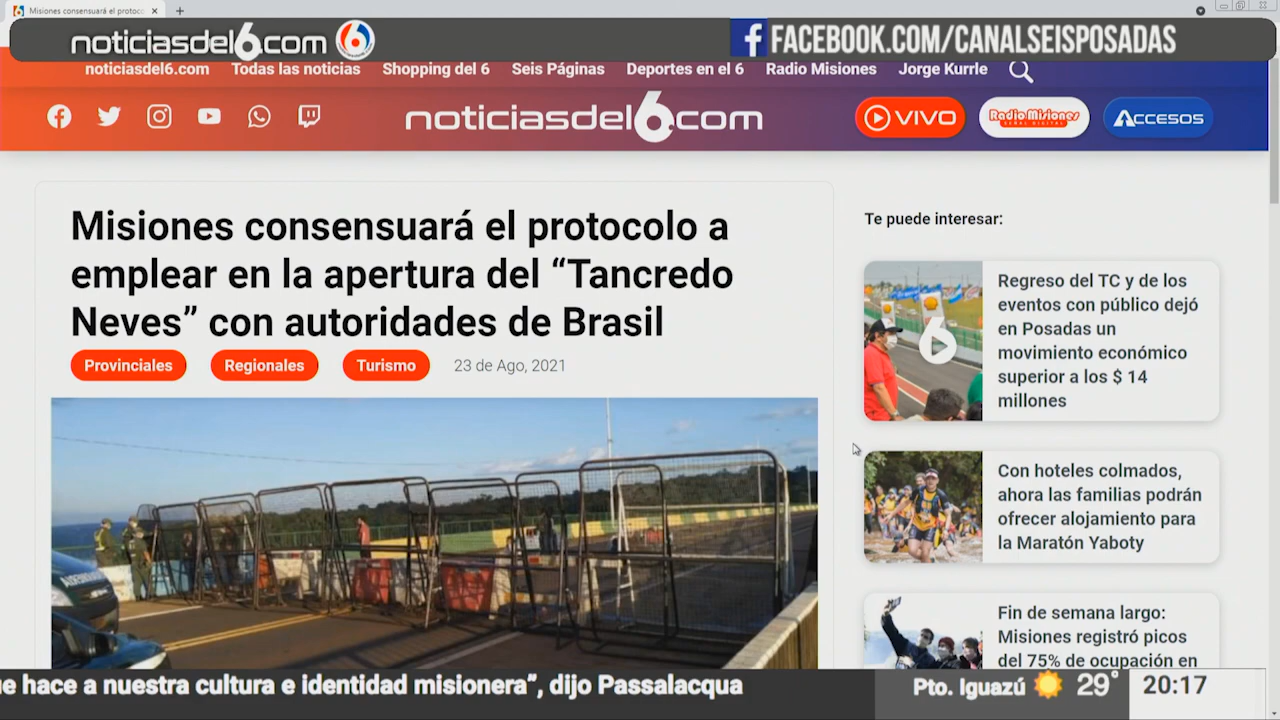 Misiones consensuará el protoco
noticiasdel6.com
FACEBOOK.COM/CANALSEISPOSADAS
noticiasdel6.com Todas las noticias Shopping del 6 Seis Páginas Deportes en el 6 Radio Misiones Jorge Kurrle
noticiasdel6.com
VIVO
Radio Misiones
SEÑAL DIGITAL
ACCESOS
Misiones consensuará el protocolo a
emplear en la apertura del “Tancredo
Neves” con autoridades de Brasil
Provinciales Regionales Turismo 23 de Ago, 2021
Te puede interesar:
Regreso del TC y de los
eventos con público dejó
en Posadas un
movimiento económico
superior a los $ 14
millones
Con hoteles colmados,
ahora las familias podrán
ofrecer alojamiento para
la Maratón Yaboty
Fin de semana largo:
Misiones registró picos
del 75% de ocupación en
ue hace a nuestra cultura e identidad misionera”, dijo Passalacqua
Pto. Iguazú 29° 20:17